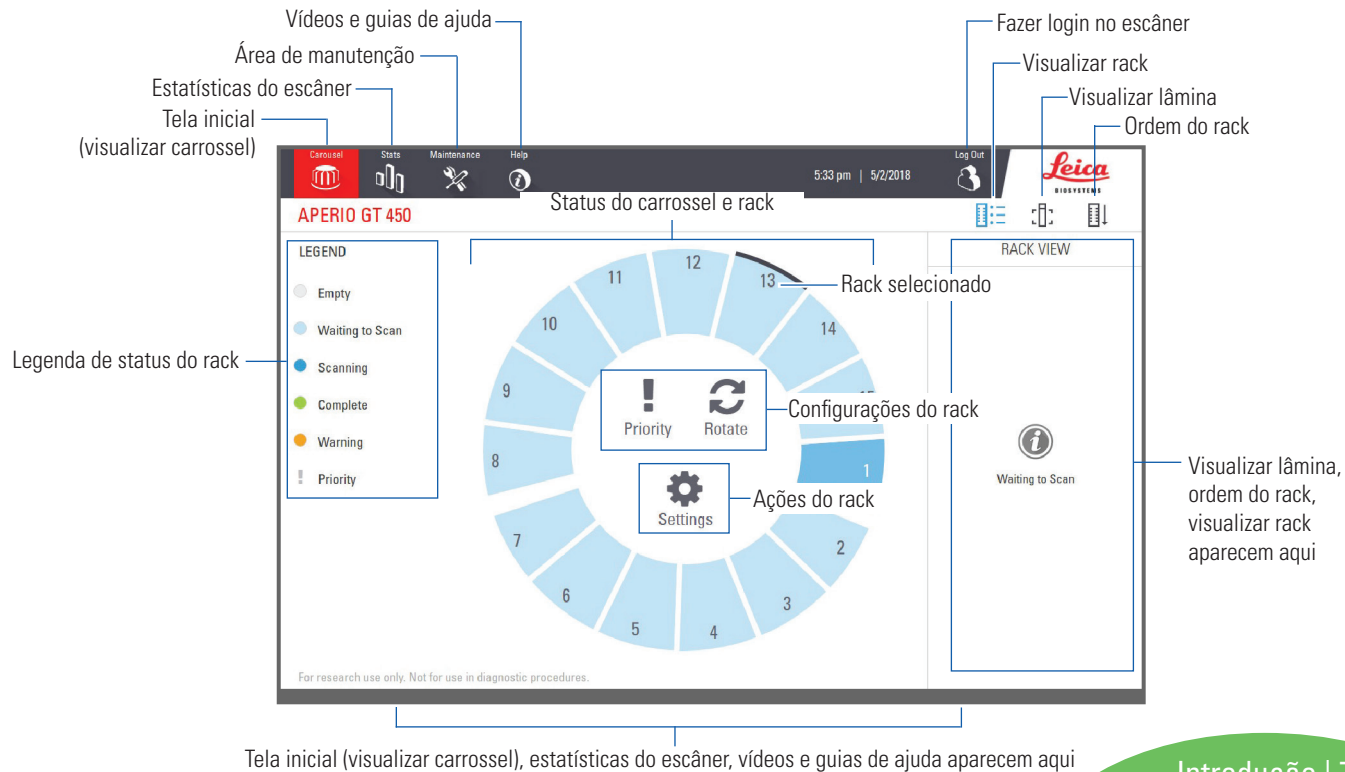 Vídeos e guias de ajuda
Fazer login no escâner
Área de manutenção
Visualizar rack
Estatísticas do escâner
Visualizar lâmina
Tela inicial
(visualizar carrossel)
Ordem do rack
Carousel
Stats
Maintenance
Help
5:33 pm | 5/2/2018
Log Out
Leica
BIOSYSTEMS
APERIO GT 450
Status do carrossel e rack
LEGEND
Empty
Waiting to Scan
Scanning
Complete
Warning
Priority
Legenda de status do rack
RACK VIEW
12
11
13
Rack selecionado
10
14
9
Priority
Rotate
Configurações do rack
8
1
Settings
Ações do rack
7
2
6
3
5
4
Waiting to Scan
Visualizar lâmina,
ordem do rack,
visualizar rack
aparecem aqui
For research use only. Not for use in diagnostic procedures.
Tela inicial (visualizar carrossel), estatísticas do escâner, vídeos e guias de ajuda aparecem aqui